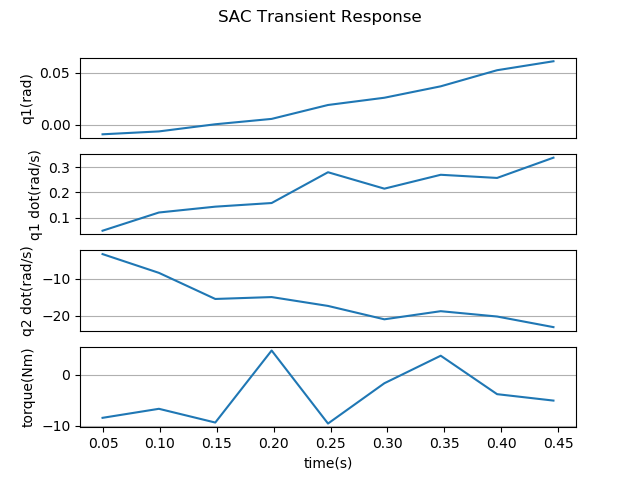 SAC Transient Response
0.05
0.00
q1(rad)
0.3
0.2
0.1
q1 dot(rad/s)
−10
−20
q2 dot(rad/s)
0
−10
torque(Nm)
0.05 0.10 0.15 0.20 0.25 0.30 0.35 0.40 0.45
time(s)